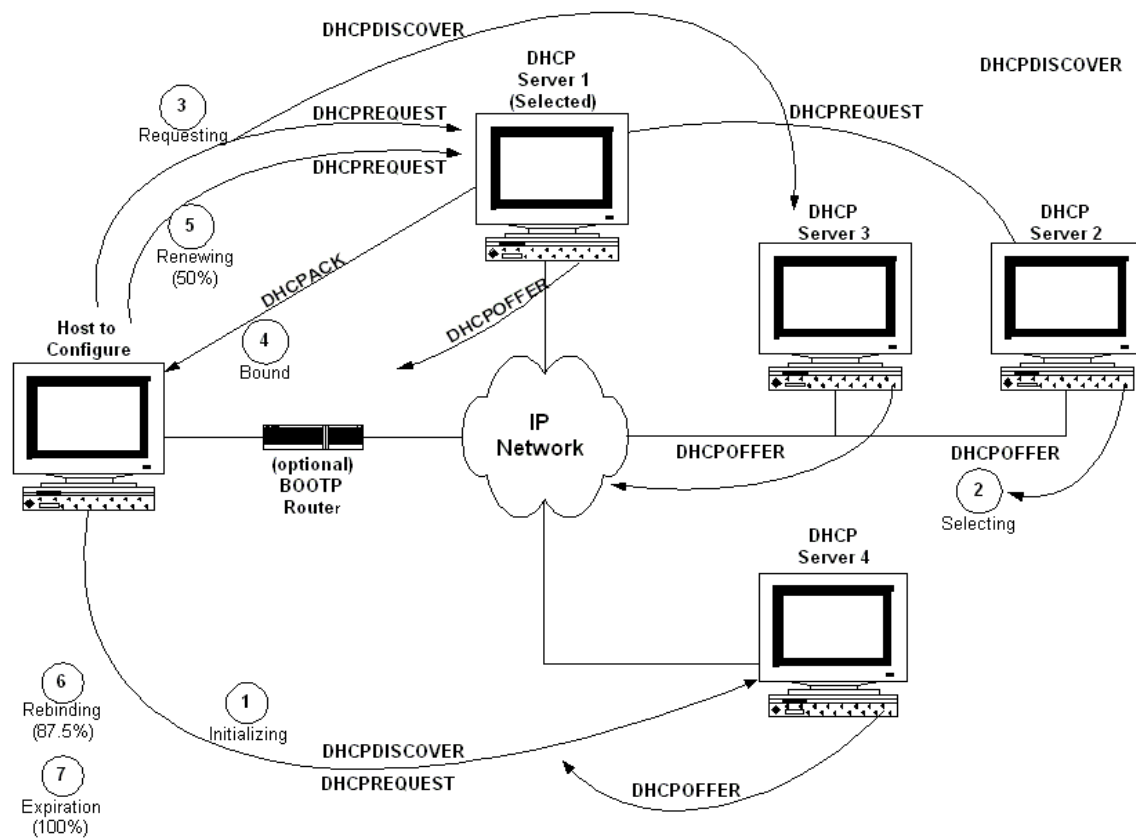 DHCPDISCOVER
DHCP
Server 1
(Selected)
DHCPDISCOVER
3
Requesting
DHCPREQUEST
DHCPREQUEST
DHCPREQUEST
5
Renewing
(50%)
DHCP
Server 3
DHCP
Server 2
DHCPACK
DHCPOFFER
Host to
Configure
4
Bound
IP
Network
(optional)
BOOTP
Router
DHCPOFFER
DHCPOFFER
2
Selecting
DHCP
Server 4
6
Rebinding
(87.5%)
1
Initializing
DHCPDISCOVER
DHCPREQUEST
DHCPOFFER
7
Expiration
(100%)